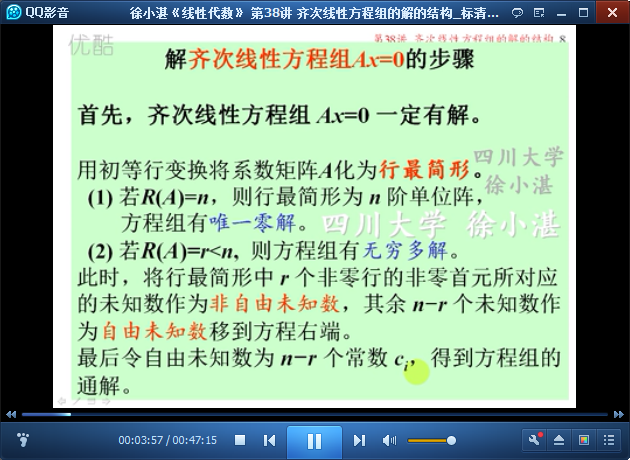 QQ影音
徐小湛《线性代数》 第38讲 齐次线性方程组的解的结构_标清...
优酷
第38讲 齐次线性方程组的解的结构 8
解齐次线性方程组Ax=0的步骤
首先，齐次线性方程组 Ax=0 一定有解。
用初等行变换将系数矩阵A化为行最简形。
四川大学
徐小湛
(1) 若R(A)=n，则行最简形为 n 阶单位阵，
方程组有唯一零解。
四川大学 徐小湛
(2) 若R(A)=r<n, 则方程组有无穷多解。
此时，将行最简形中 r 个非零行的非零首元所对应
的未知数作为非自由未知数，其余 n−r 个未知数作
为自由未知数移到方程右端。
最后令自由未知数为 n−r 个常数 ci，得到方程组的
通解。
00:03:57 / 00:47:15